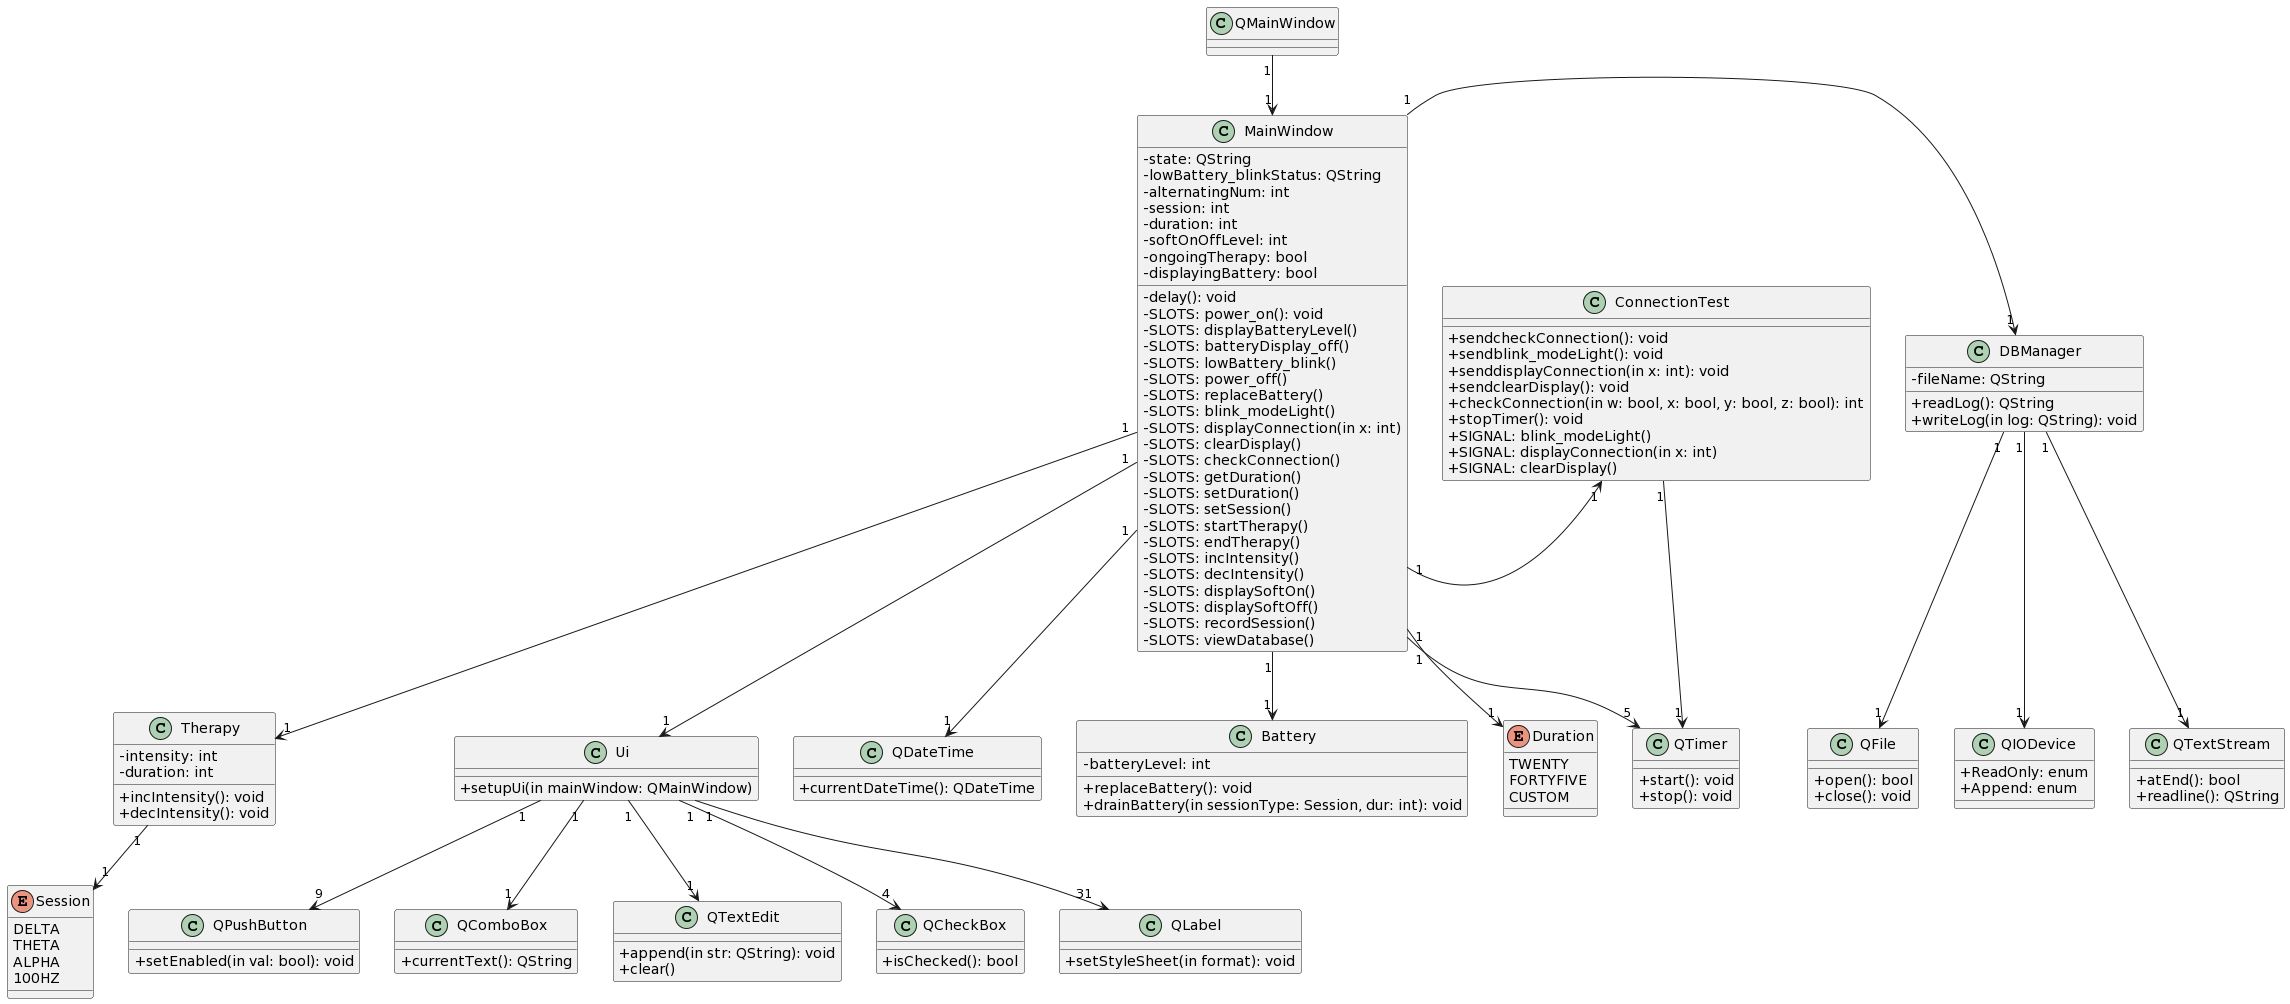 C QMainWindow
1
1
C MainWindow
-state: QString
-lowBattery_blinkStatus: QString
-alternatingNum: int
-session: int
-duration: int
-softOnOffLevel: int
-ongoingTherapy: bool
-displayingBattery: bool
-delay(): void
-SLOTS: power_on(): void
-SLOTS: displayBatteryLevel()
-SLOTS: batteryDisplay_off()
-SLOTS: lowBattery_blink()
-SLOTS: power_off()
-SLOTS: replaceBattery()
-SLOTS: blink_modeLight()
-SLOTS: displayConnection(in x: int)
-SLOTS: clearDisplay()
-SLOTS: checkConnection()
-SLOTS: getDuration()
-SLOTS: setDuration()
-SLOTS: setSession()
-SLOTS: startTherapy()
-SLOTS: endTherapy()
-SLOTS: incIntensity()
-SLOTS: decIntensity()
-SLOTS: displaySoftOn()
-SLOTS: displaySoftOff()
-SLOTS: recordSession()
-SLOTS: viewDatabase()
1
1
1
1
1
1
1
1
C ConnectionTest
+sendcheckConnection(): void
+sendblink_modeLight(): void
+senddisplayConnection(in x: int): void
+sendclearDisplay(): void
+checkConnection(in w: bool, x: bool, y: bool, z: bool): int
+stopTimer(): void
+SIGNAL: blink_modeLight()
+SIGNAL: displayConnection(in x: int)
+SIGNAL: clearDisplay()
1
1
1
C DBManager
-fileName: QString
+readLog(): QString
+writeLog(in log: QString): void
1
1
1
1
C Therapy
-intensity: int
-duration: int
+incIntensity(): void
+decIntensity(): void
1
1
C Ui
+setupUi(in mainWindow: QMainWindow)
1
1
1
1
1
1
C QDateTime
+currentDateTime(): QDateTime
1
C Battery
-batteryLevel: int
+replaceBattery(): void
+drainBattery(in sessionType: Session, dur: int): void
1
E Duration
TWENTY
FORTYFIVE
CUSTOM
5
1
C QTimer
+start(): void
+stop(): void
1
C QFile
+open(): bool
+close(): void
1
C QIODevice
+ReadOnly: enum
+Append: enum
1
C QTextStream
+atEnd(): bool
+readline(): QString
1
E Session
DELTA
THETA
ALPHA
100HZ
9
C QPushButton
+setEnabled(in val: bool): void
1
C QComboBox
+currentText(): QString
1
C QTextEdit
+append(in str: QString): void
+clear()
4
C QCheckBox
+isChecked(): bool
31
C QLabel
+setStyleSheet(in format): void